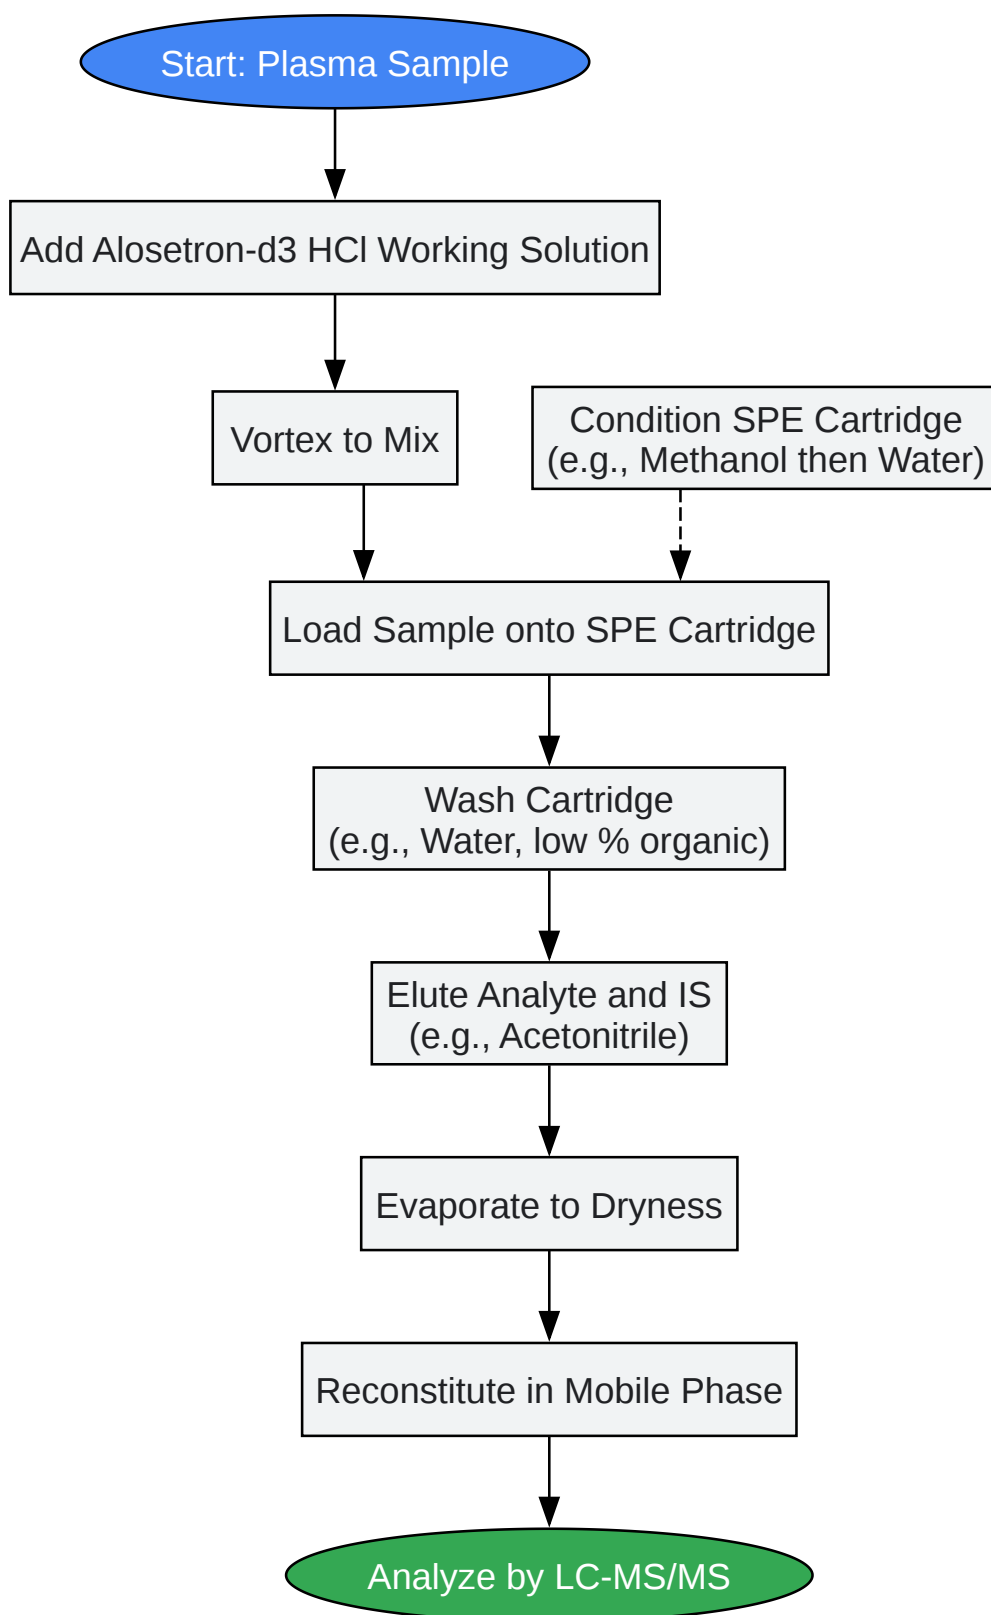 Start: Plasma Sample
Add Alosetron-d3 HCl Working Solution
Vortex to Mix
Condition SPE Cartridge
(e.g., Methanol then Water)
Load Sample onto SPE Cartridge
Wash Cartridge
(e.g., Water, low % organic)
Elute Analyte and IS
(e.g., Acetonitrile)
Evaporate to Dryness
Reconstitute in Mobile Phase
Analyze by LC-MS/MS